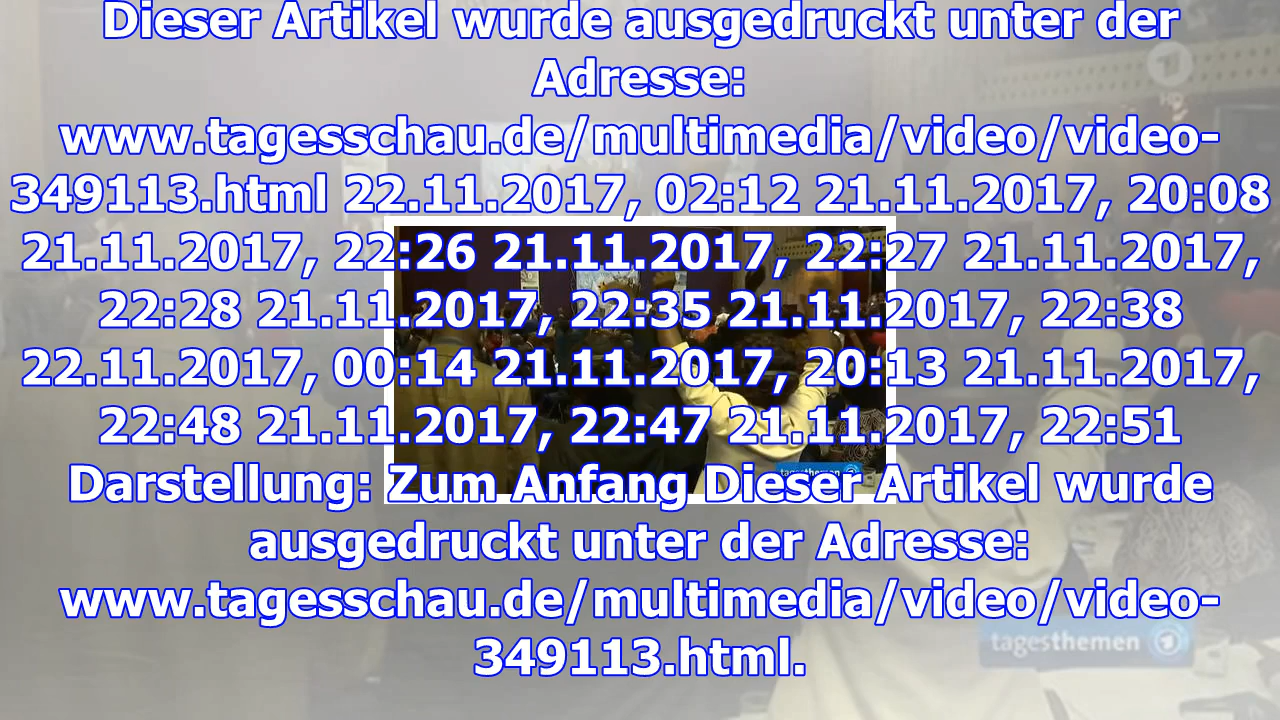 Dieser Artikel wurde ausgedruckt unter der
Adresse:
www.tagesschau.de/multimedia/video/video-
349113.html 22.11.2017, 02:12 21.11.2017, 20:08
21.11.2017, 22:26 21.11.2017, 22:27 21.11.2017,
22:28 21.11.2017, 22:35 21.11.2017, 22:38
22.11.2017, 00:14 21.11.2017, 20:13 21.11.2017,
22:48 21.11.2017, 22:47 21.11.2017, 22:51
Darstellung: Zum Anfang Dieser Artikel wurde
ausgedruckt unter der Adresse:
www.tagesschau.de/multimedia/video/video-
349113.html.
tagesthemen
tagesthemen